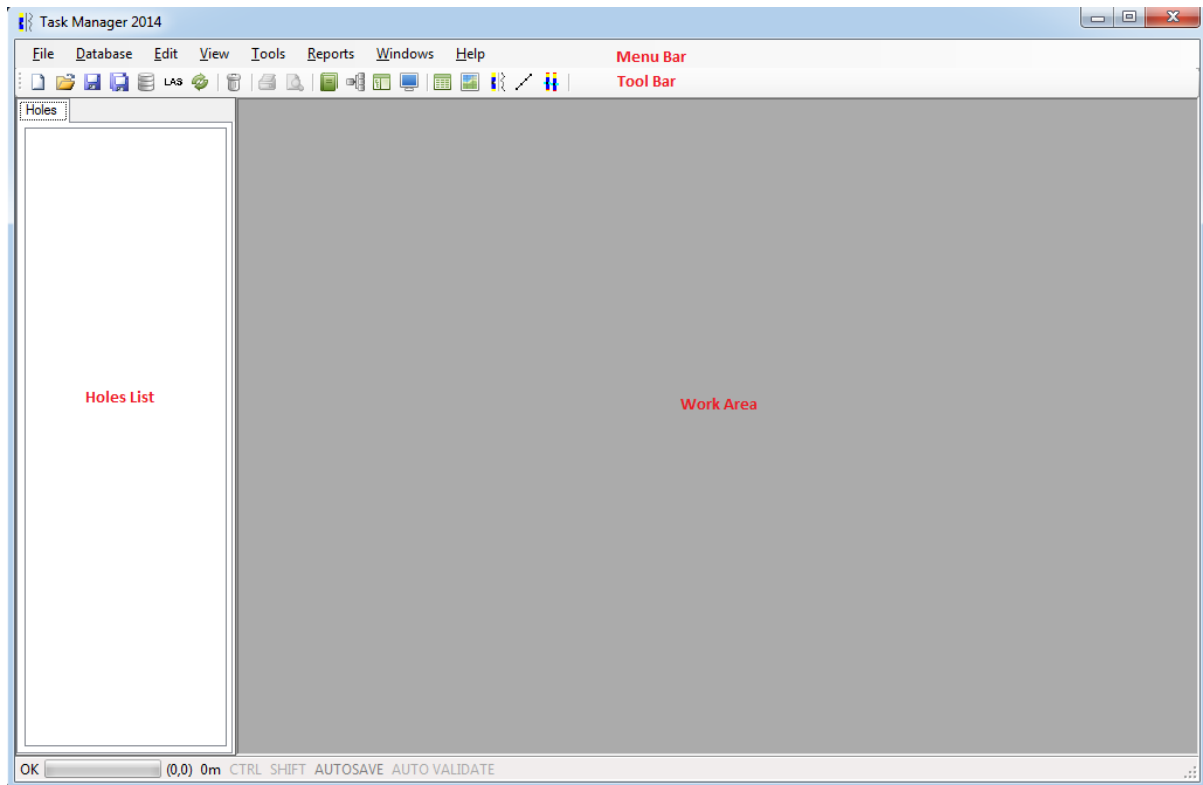 Task Manager 2014
File Database Edit View Tools Reports Windows Help Menu Bar
LAS Tool Bar
Holes
Holes List
Work Area
OK (0,0) 0m CTRL SHIFT AUTOSAVE AUTO VALIDATE